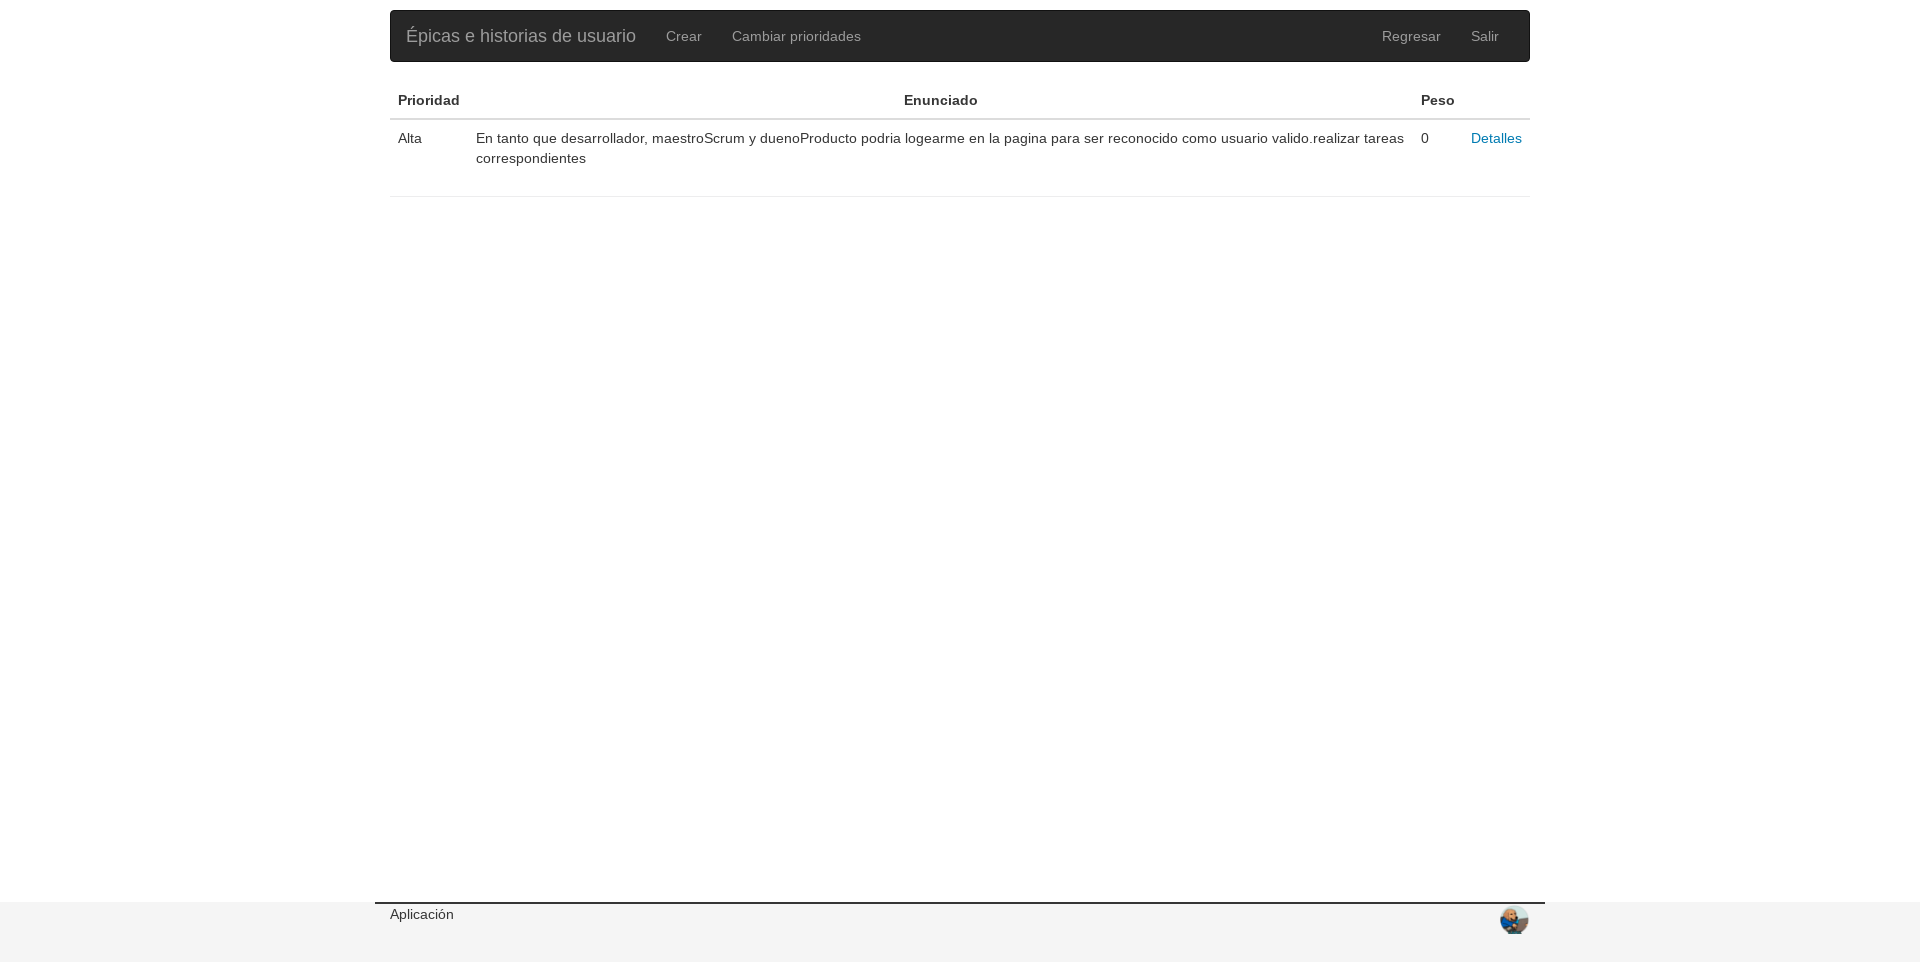 Épicas e historias de usuario Crear Cambiar prioridades Regresar Salir
Prioridad Enunciado Peso
Alta En tanto que desarrollador, maestroScrum y duenoProducto podria logearme en la pagina para ser reconocido como usuario valido.realizar tareas 0 Detalles
correspondientes
Aplicación